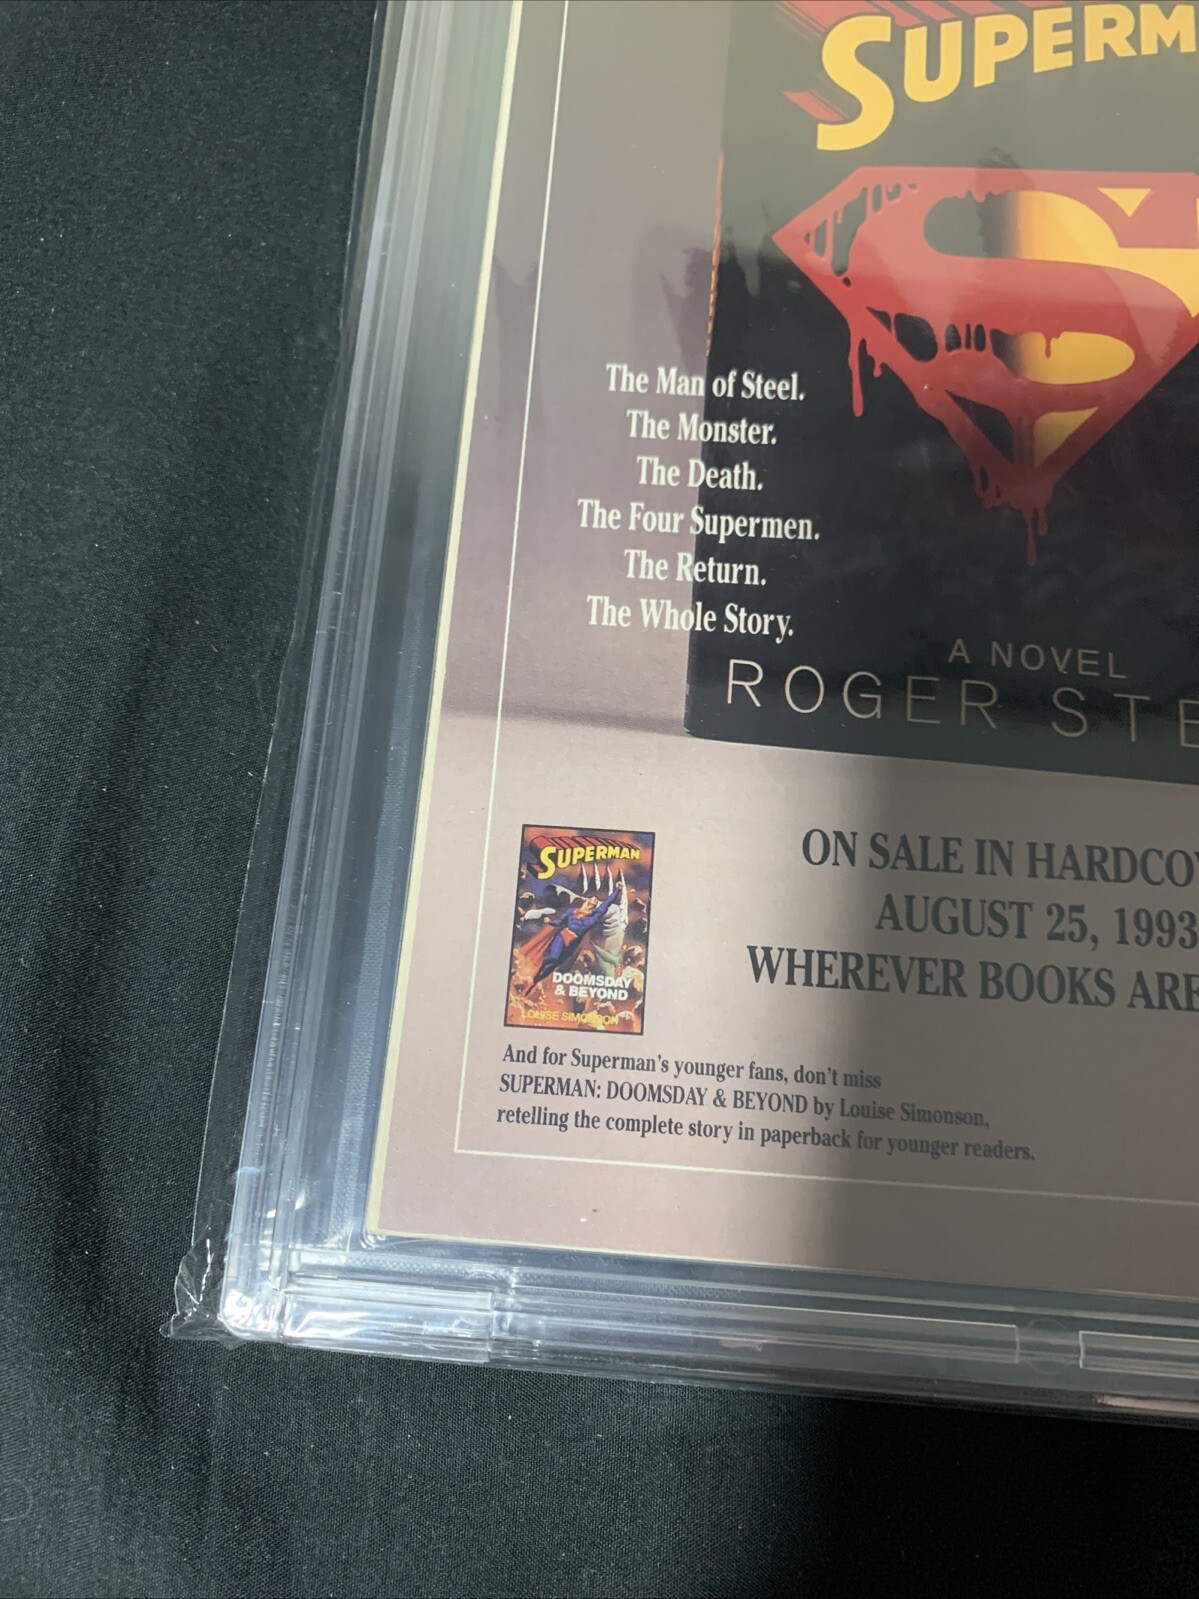 SUPERM
The Man of Steel.
The Monster.
The Death.
The Four Supermen.
The Return.
The Whole Story.
A NOVEL
ROGER STE
SUPERMAN
DOOMSDAY
& BEYOND
LOUISE SIMONSON
ON SALE IN HARDCO
AUGUST 25, 1993
WHEREVER BOOKS ARE
And for Superman's younger fans, don't miss
SUPERMAN: DOOMSDAY & BEYOND by Louise Simonson,
retelling the complete story in paperback for younger readers.